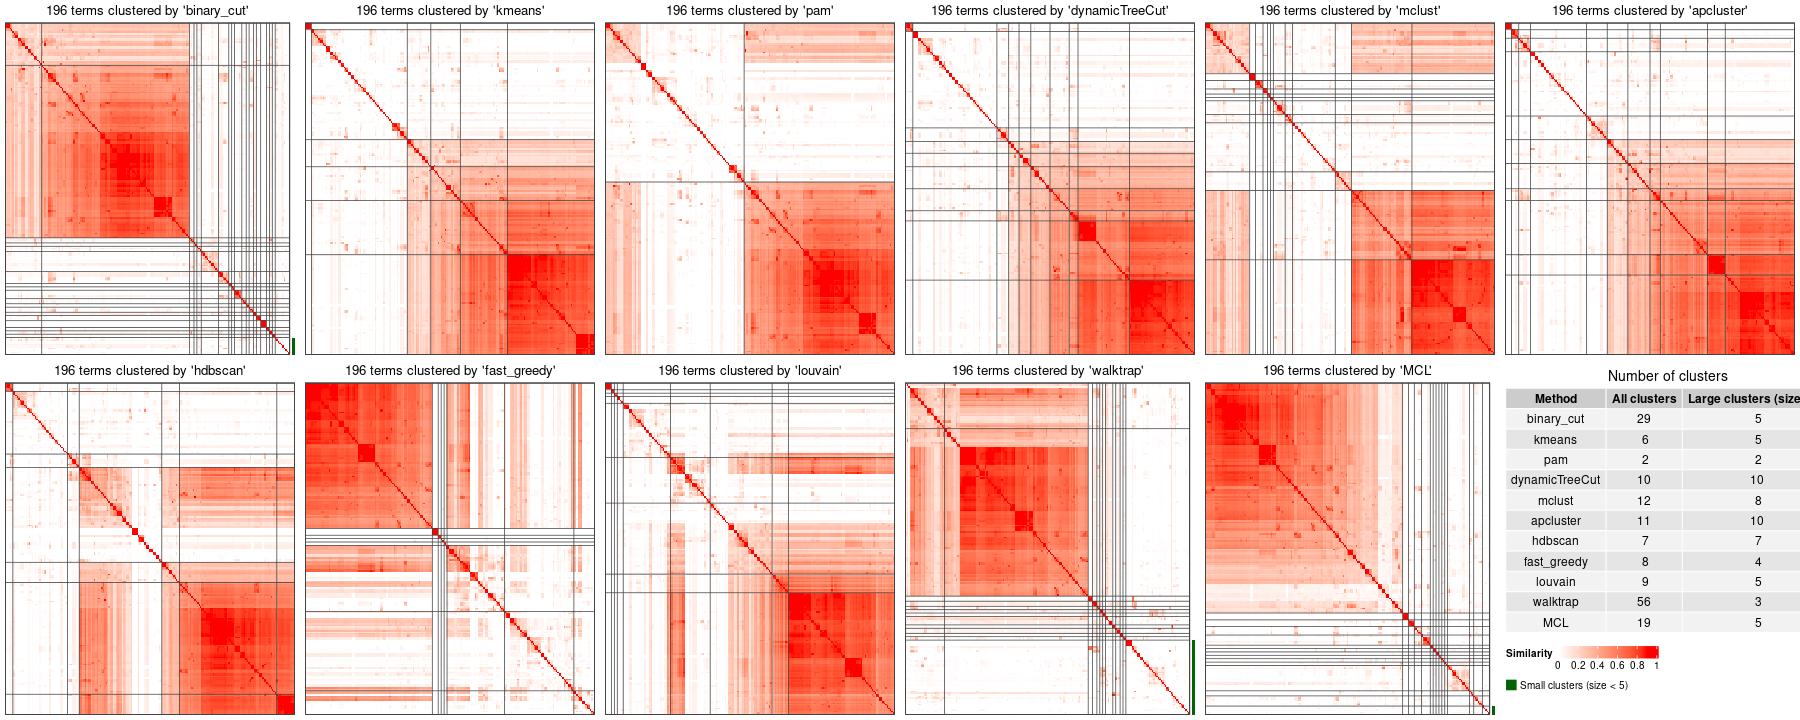 196 terms clustered by 'binary_cut'
196 terms clustered by 'kmeans'
196 terms clustered by 'pam'
196 terms clustered by 'dynamicTreeCut'
196 terms clustered by 'mclust'
196 terms clustered by 'apcluster'
196 terms clustered by 'hdbscan'
196 terms clustered by 'fast_greedy'
196 terms clustered by 'louvain'
196 terms clustered by 'walktrap'
196 terms clustered by 'MCL'
Number of clusters
Method All clusters Large clusters (size
binary_cut 29 5
kmeans 6 5
pam 2 2
dynamicTreeCut 10 10
mclust 12 8
apcluster 11 10
hdbscan 7 7
fast_greedy 8 4
louvain 9 5
walktrap 56 3
MCL 19 5
Similarity
0 0.2 0.4 0.6 0.8 1
Small clusters (size < 5)